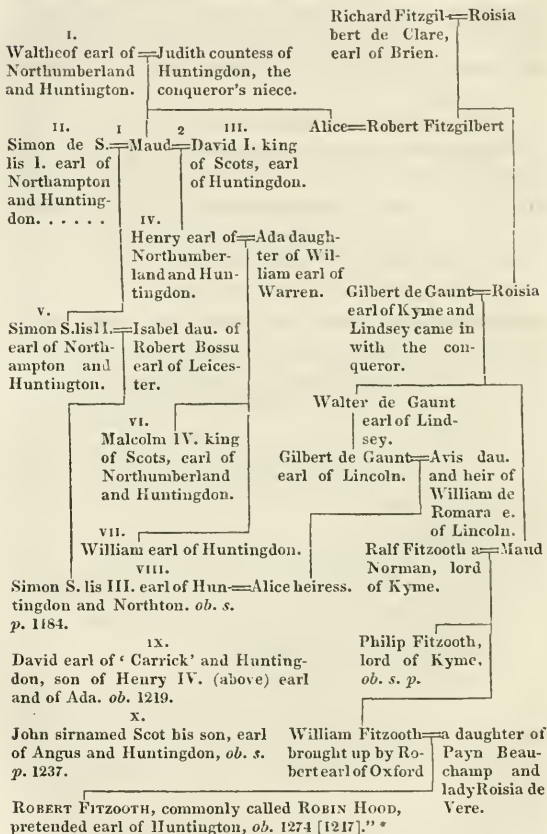 Richard Fitzgil-=Roisia
bert de Clare,
earl of Brien.
I.
Waltheof earl of=Judith countess of
Northumberland Huntingdon, the
and Huntington. conqueror's niece.
Alice=Robert Fitzgilbert
II. 1 2 III.
Simon de S.=Maud=David I. king
lis I. earl of of Scots, earl
Northampton of Huntingdon.
and Hunting-
don. . . . . .
IV.
Henry earl of=Ada daugh-
Northumber- ter of Wil-
land and Hun- liam earl of
tingdon. Warren.
Gilbert de Gaunt=Roisia
earl of Kyme and
Lindsey came in
with the con-
queror.
V.
Simon S.lis II.=Isabel dau. of
earl of North- Robert Bossu
ampton and earl of Leices-
Huntington. ter.
Walter de Gaunt
earl of Lind-
sey.
VI.
Malcolm IV. king
of Scots, earl of
Northumberland
and Huntingdon.
Gilbert de Gaunt=Avis dau.
earl of Lincoln. and heir of
William de
Romara e.
of Lincoln.
VII.
William earl of Huntingdon.
Ralf Fitzooth a=Maud
Norman, lord
of Kyme.
VIII.
Simon S. lis III. earl of Hun-=Alice heiress.
tingdon and Northton. ob. s.
p. 1184.
Philip Fitzooth,
lord of Kyme.
ob. s. p.
IX.
David earl of ‘ Carrick’ and Hunting-
don, son of Henry IV. (above) earl
and of Ada. ob. 1219.
X.
John sirnamed Scot his son, earl
of Angus and Huntingdon, ob. s.
p. 1237.
William Fitzooth=a daughter of
brought up by Ro- Payn Beau-
bert earl of Oxford champ and
lady Roisia de
Vere.
ROBERT FITZOOTH, commonly called ROBIN HOOD,
pretended earl of Huntington, ob. 1274 [1247].” *